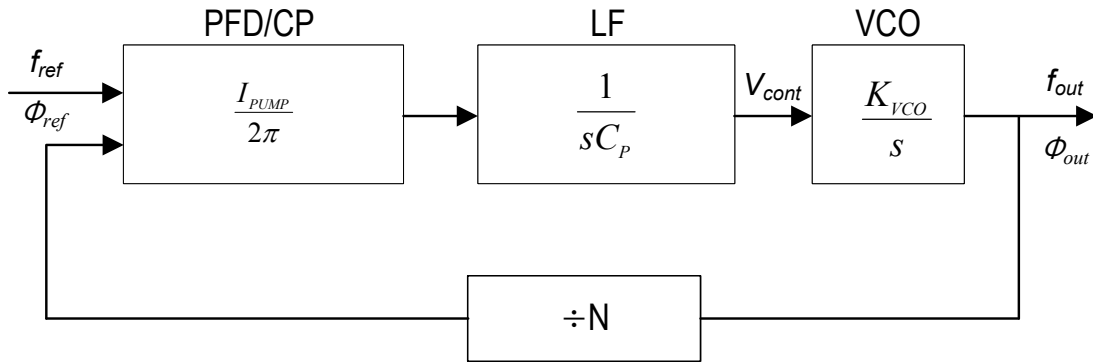 PFD/CP
LF
VCO
f_ref
Φ_ref
I_PUMP
2π
1
sC_P
V_cont
K_VCO
s
f_out
Φ_out
÷N